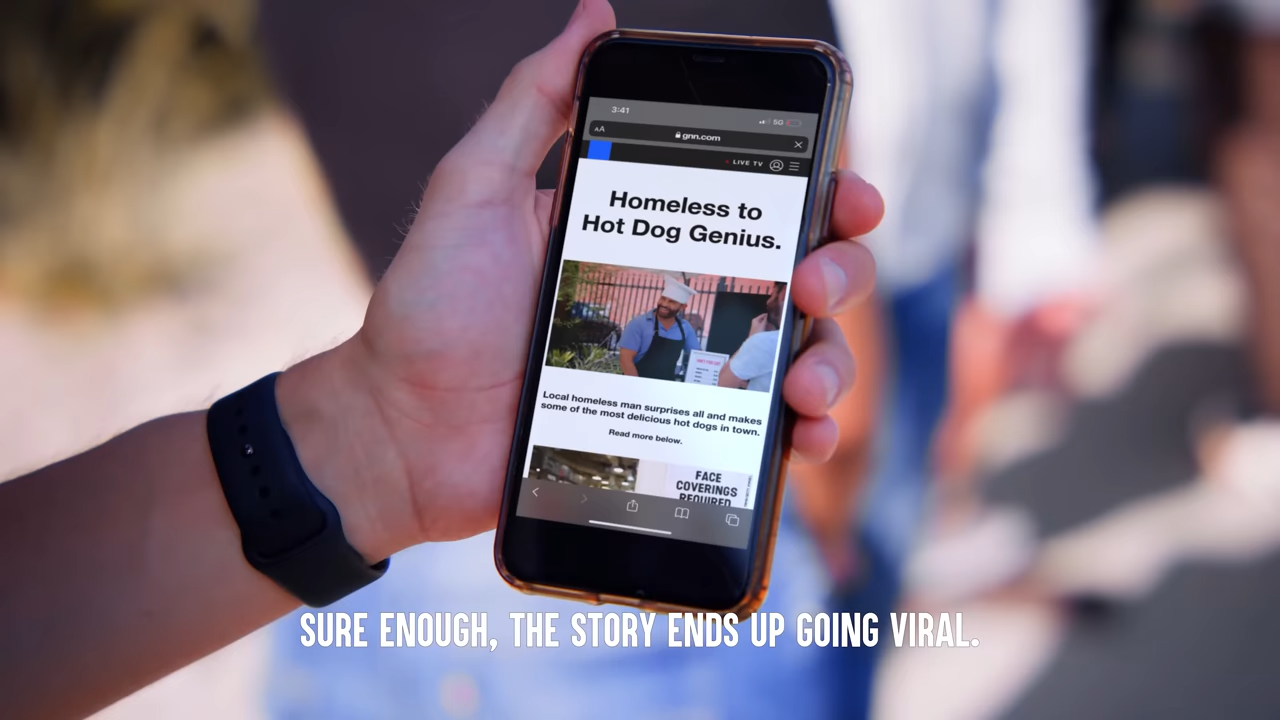 3:41
5G
AA
gnn.com
LIVE TV
Homeless to
Hot Dog Genius.
Local homeless man surprises all and makes
some of the most delicious hot dogs in town.
Read more below.
FACE
COVERINGS
REQUIRED
SURE ENOUGH, THE STORY ENDS UP GOING VIRAL.